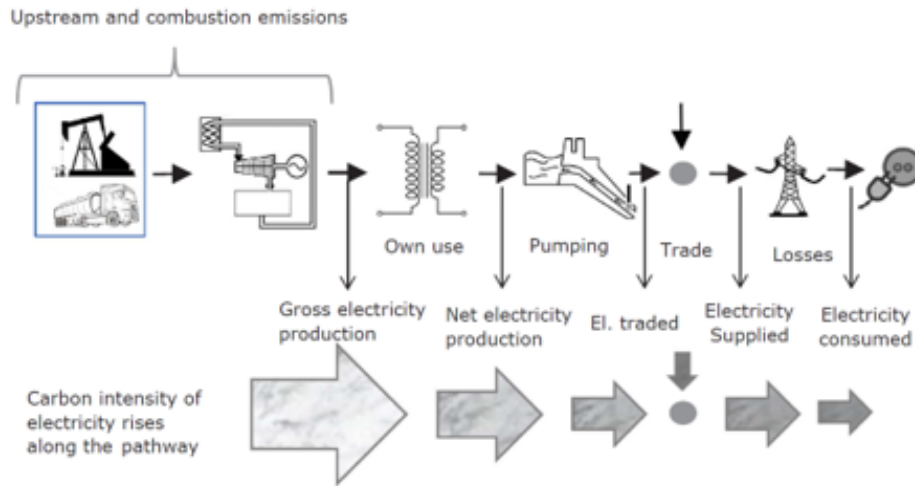 Upstream and combustion emissions
Own use
Pumping
Trade
Losses
Gross electricity
production
Net electricity
production
El. traded
Electricity
Supplied
Electricity
consumed
Carbon intensity of
electricity rises
along the pathway